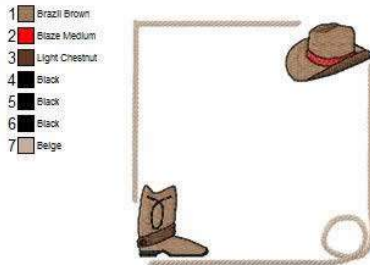 1 Brazil Brown
2 Blaze Medium
3 Light Chestnut
4 Black
5 Black
6 Black
7 Beige